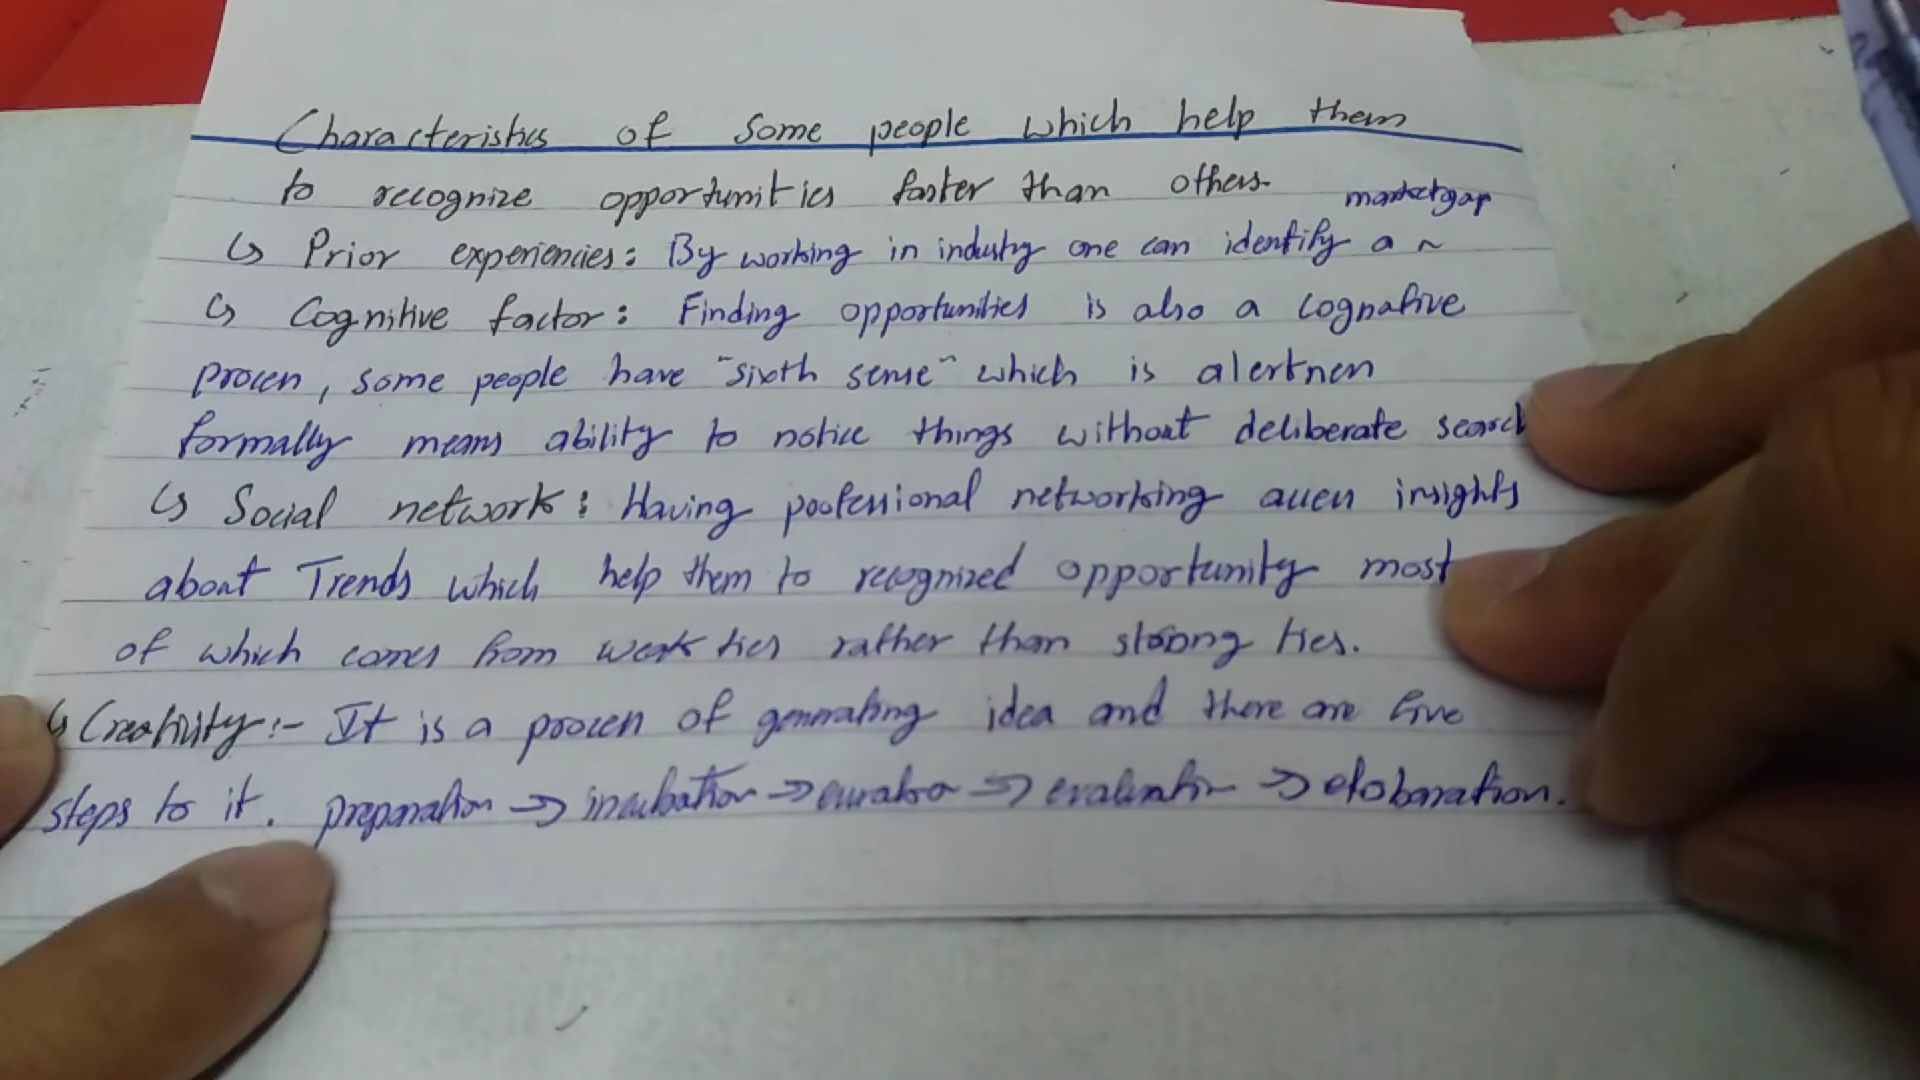 Characteristics of some people which help them
to recognize opportunities faster than others.
market gap
↳ Prior experiencies: By working in industry one can identify a ~
↳ Cognitive factor: Finding opportunities is also a cognative
process, some people have "sixth sense" which is alertness
formally means ability to notice things without deliberate search
↳ Social network: Having professional networking access insights
about Trends which help them to recognized opportunity most
of which comes from weak ties rather than strong ties.
↳ Creativity:- It is a process of generating idea and there are five
steps to it. preparation → incubation → → evaluation → elobaration.